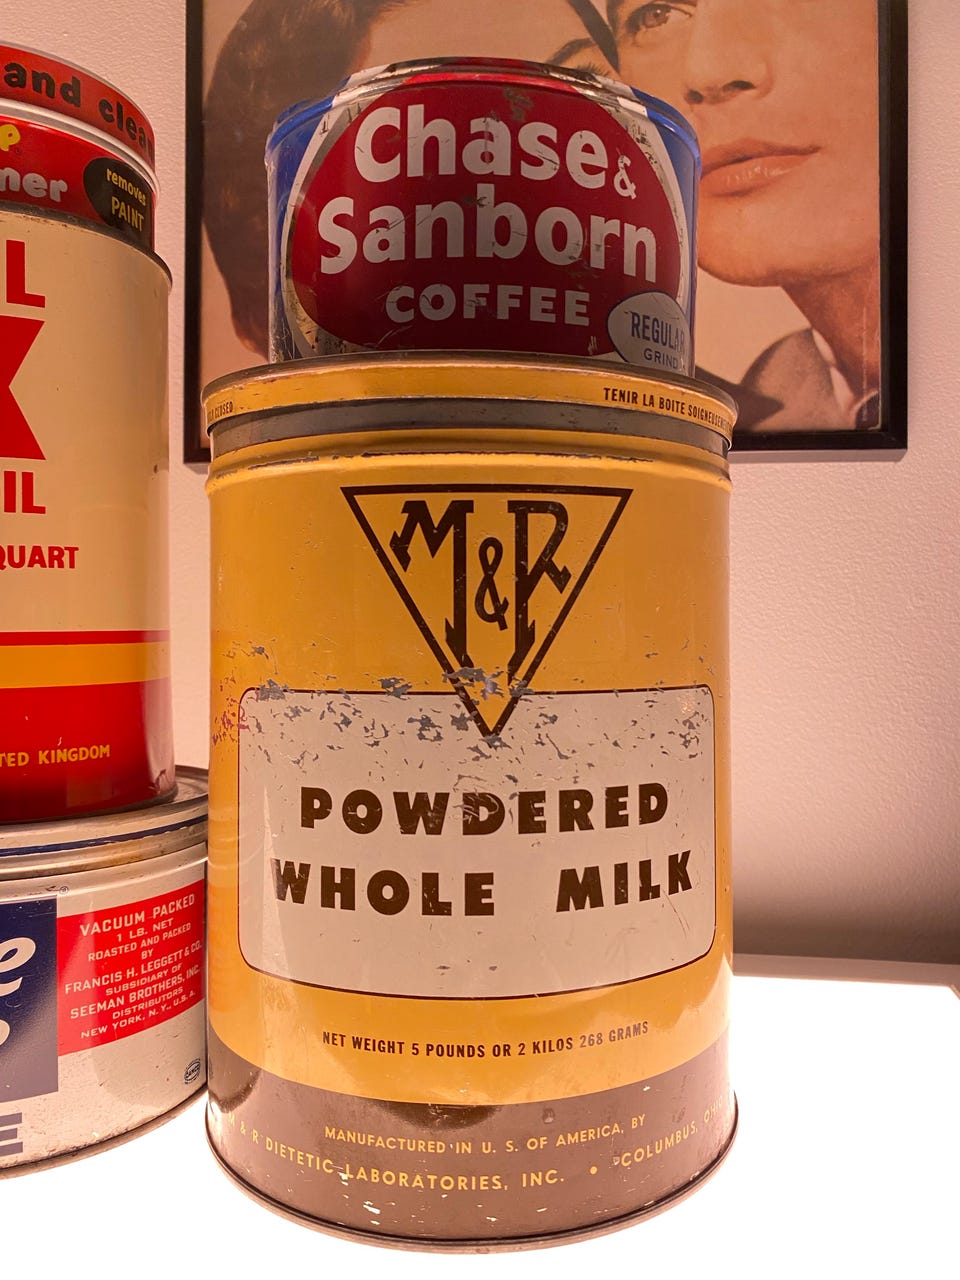 and clea
removes
PAINT
mer
L
IL
QUART
TED KINGDOM
VACUUM PACKED
1 LB. NET
ROASTED AND PACKED
BY
FRANCIS H. LEGGETT & CO.
SUBSIDIARY OF
SEEMAN BROTHERS, INC.
DISTRIBUTORS
NEW YORK, N. Y., U. S. A.
e
E
Chase &
Sanborn
COFFEE
REGULAR
GRIND
CLOSED
TENIR LA BOITE SOIGNEUSE
M&R
POWDERED
WHOLE MILK
NET WEIGHT 5 POUNDS OR 2 KILOS 268 GRAMS
MANUFACTURED IN U. S. OF AMERICA, BY
M & R DIETETIC LABORATORIES, INC. • COLUMBUS, OHIO